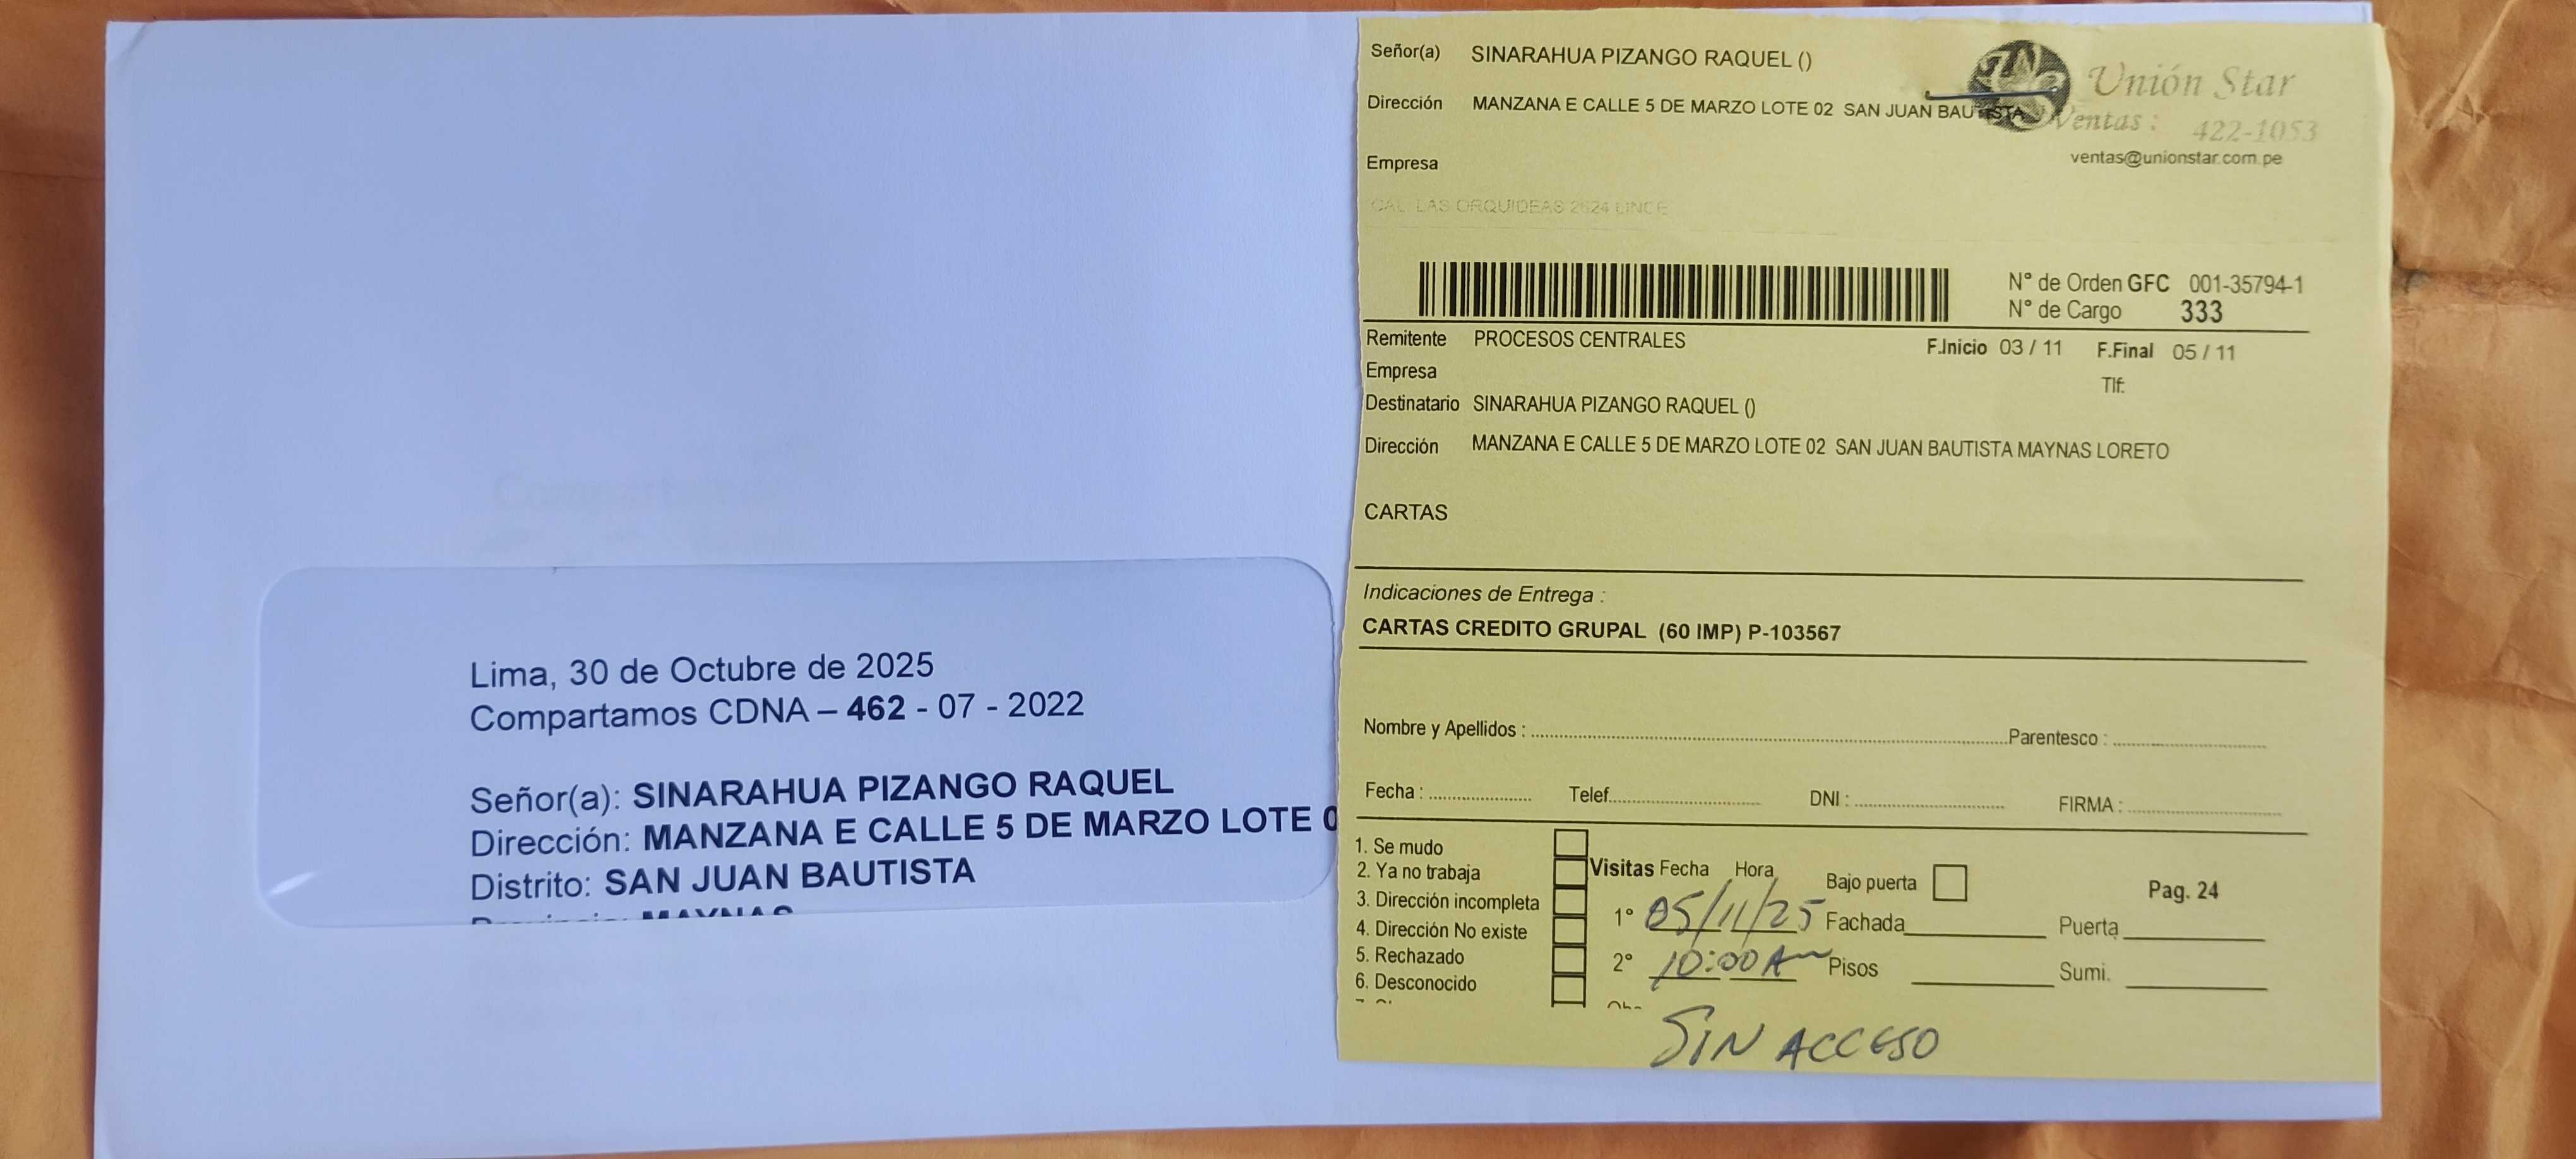 Lima, 30 de Octubre de 2025
Compartamos CDNA – 462 - 07 - 2022
Señor(a): SINARAHUA PIZANGO RAQUEL
Dirección: MANZANA E CALLE 5 DE MARZO LOTE 0
Distrito: SAN JUAN BAUTISTA
MAYNAS
Señor(a) SINARAHUA PIZANGO RAQUEL ()
Dirección MANZANA E CALLE 5 DE MARZO LOTE 02 SAN JUAN BAUTISTA
Unión Star
Ventas : 422-1053
ventas@unionstar.com.pe
Empresa
CAL. LAS ORQUIDEAS 2624 LINCE
N° de Orden GFC 001-35794-1
N° de Cargo 333
Remitente PROCESOS CENTRALES
F.Inicio 03 / 11 F.Final 05 / 11
Empresa
Tlf:
Destinatario SINARAHUA PIZANGO RAQUEL ()
Dirección MANZANA E CALLE 5 DE MARZO LOTE 02 SAN JUAN BAUTISTA MAYNAS LORETO
CARTAS
Indicaciones de Entrega :
CARTAS CREDITO GRUPAL (60 IMP) P-103567
Nombre y Apellidos : Parentesco :
Fecha : Telef. DNI : FIRMA :
1. Se mudo
2. Ya no trabaja
3. Dirección incompleta
4. Dirección No existe
5. Rechazado
6. Desconocido
Visitas Fecha Hora
Bajo puerta
Pag. 24
1° 05/11/25 Fachada Puerta
2° 10:00 AM Pisos Sumi.
SIN ACCESO